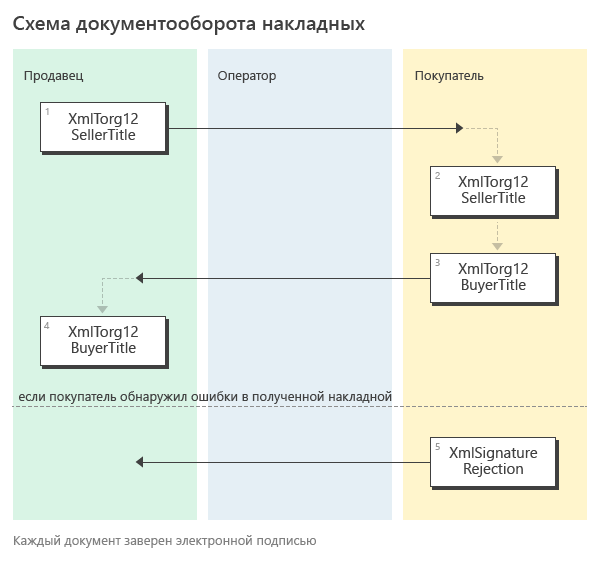 Схема документооборота накладных
Продавец
Оператор
Покупатель
1
XmlTorg12
SellerTitle
2
XmlTorg12
SellerTitle
3
XmlTorg12
BuyerTitle
4
XmlTorg12
BuyerTitle
если покупатель обнаружил ошибки в полученной накладной
5
XmlSignature
Rejection
Каждый документ заверен электронной подписью